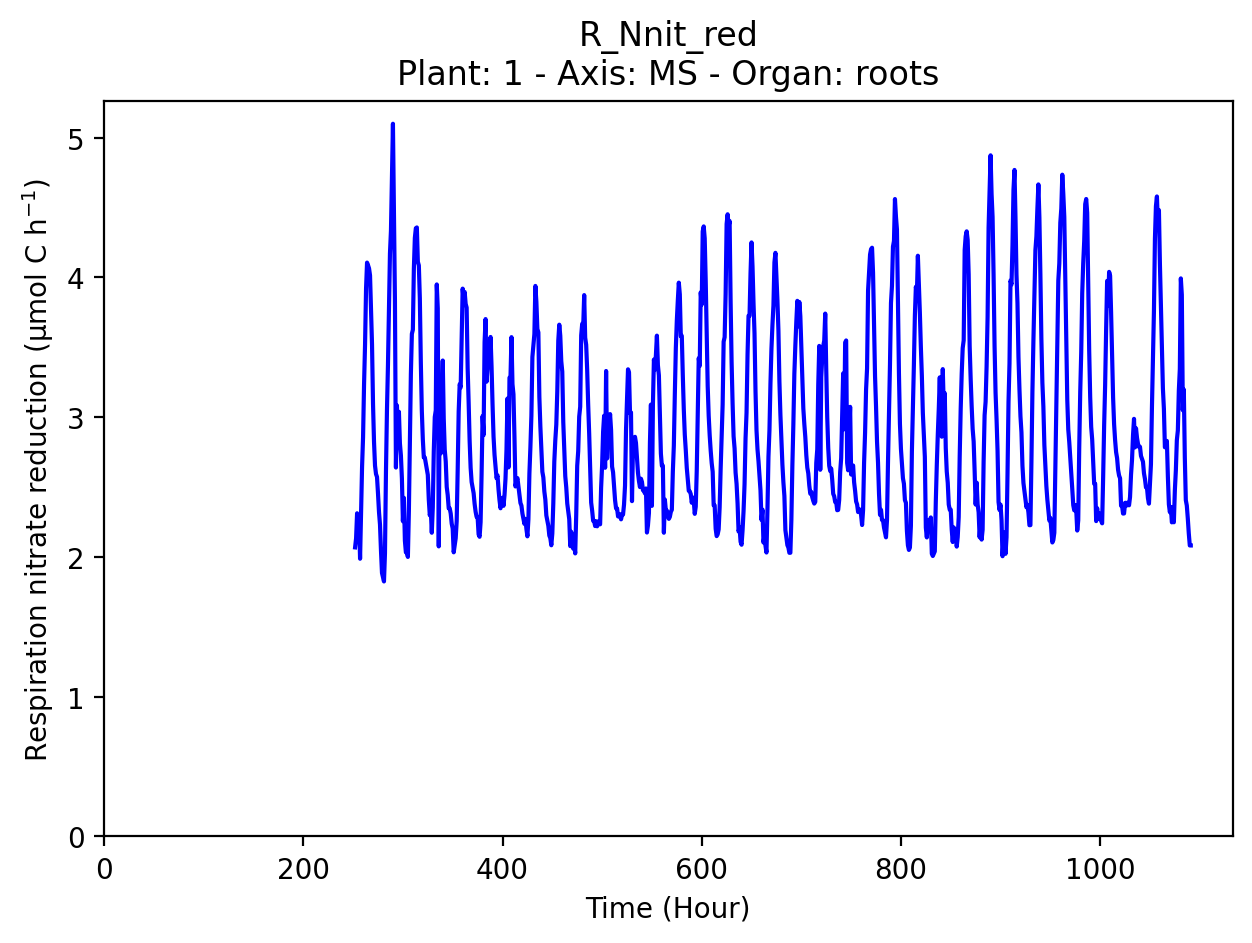 R_Nnit_red
Plant: 1 - Axis: MS - Organ: roots
5
4
3
2
1
0
Respiration nitrate reduction (µmol C h⁻¹)
0 200 400 600 800 1000
Time (Hour)